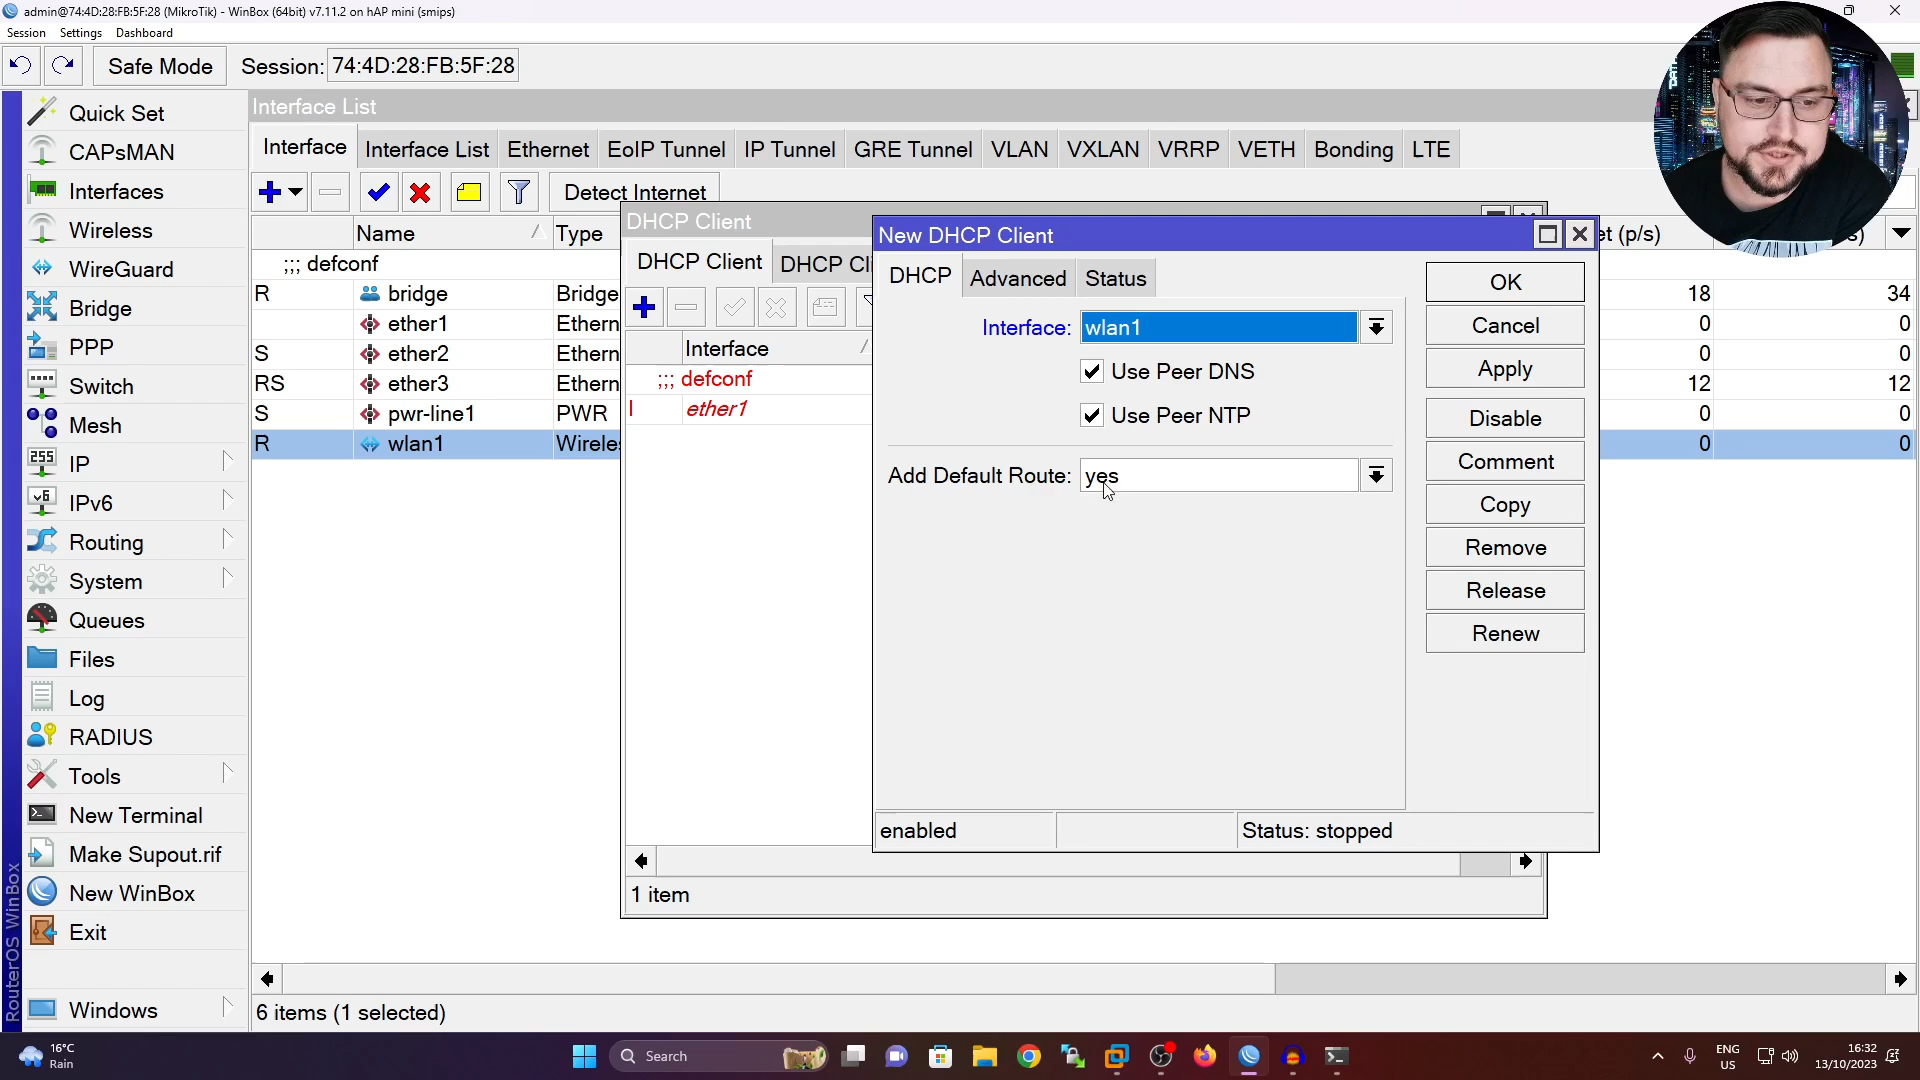 admin@74:4D:28:FB:5F:28 (MikroTik) - WinBox (64bit) v7.11.2 on hAP mini (smips)
Session Settings Dashboard
Safe Mode Session: 74:4D:28:FB:5F:28
Quick Set
CAPsMAN
Interfaces
Wireless
WireGuard
Bridge
PPP
Switch
Mesh
255 IP
v6 IPv6
Routing
System
Queues
Files
Log
RADIUS
Tools
New Terminal
Make Supout.rif
New WinBox
Exit
Windows
RouterOS WinBox
Interface List
Interface Interface List Ethernet EoIP Tunnel IP Tunnel GRE Tunnel VLAN VXLAN VRRP VETH Bonding LTE
Detect Internet
Name Type
et (p/s)
;;; defconf
R bridge Bridge 18 34
ether1 Ethern 0 0
S ether2 Ethern 0 0
RS ether3 Ethern 12 12
S pwr-line1 PWR 0 0
R wlan1 Wireles 0 0
6 items (1 selected)
DHCP Client
DHCP Client DHCP Cli
Interface
;;; defconf
I ether1
1 item
New DHCP Client
DHCP Advanced Status
Interface: wlan1
Use Peer DNS
Use Peer NTP
Add Default Route: yes
OK
Cancel
Apply
Disable
Comment
Copy
Remove
Release
Renew
enabled Status: stopped
16°C
Rain
Search
ENG
US
16:32
13/10/2023